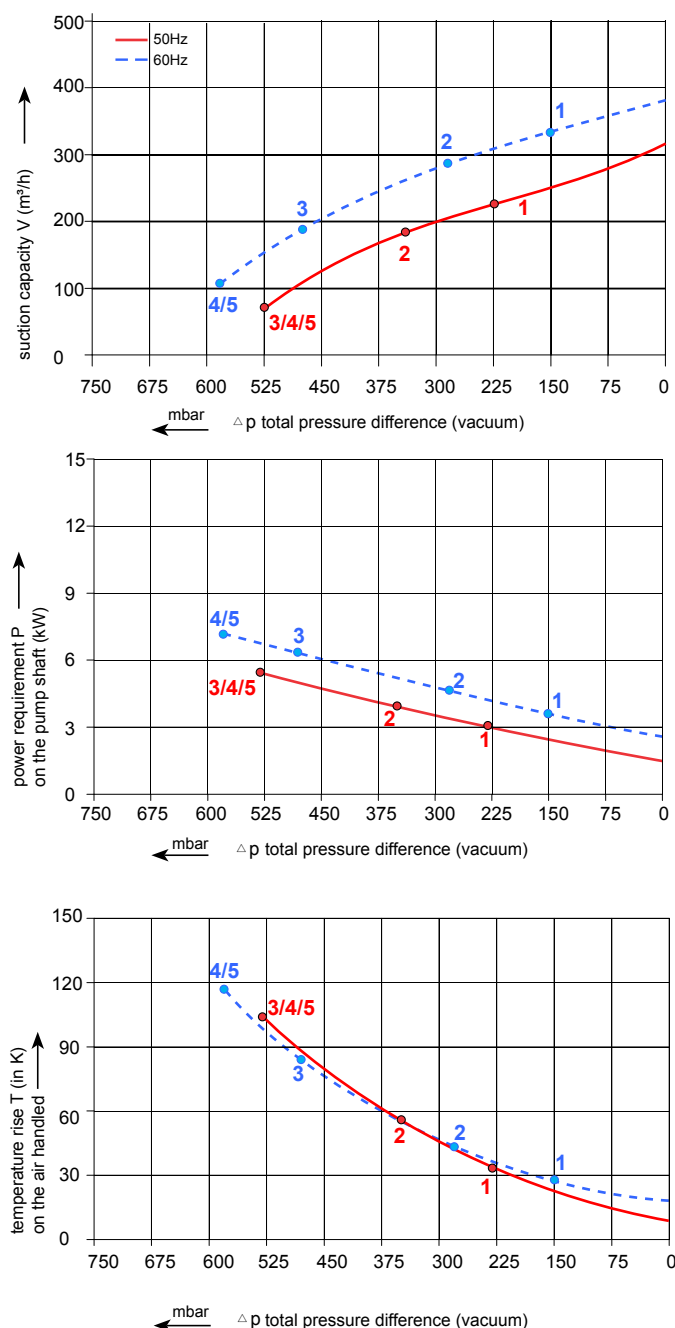 500
50Hz
60Hz
400
1
2
300
3
1
200
2
4/5
100
3/4/5
0
750 675 600 525 450 375 300 225 150 75 0
suction capacity V (m³/h)
mbar
△p total pressure difference (vacuum)
15
12
9
4/5
3
6
3/4/5
2
1
2
3
1
0
750 675 600 525 450 375 300 225 150 75 0
power requirement P
on the pump shaft (kW)
mbar
△p total pressure difference (vacuum)
150
4/5
120
3/4/5
90
3
60
2
2
1
30
1
0
750 675 600 525 450 375 300 225 150 75 0
temperature rise T (in K)
on the air handled
mbar
△p total pressure difference (vacuum)